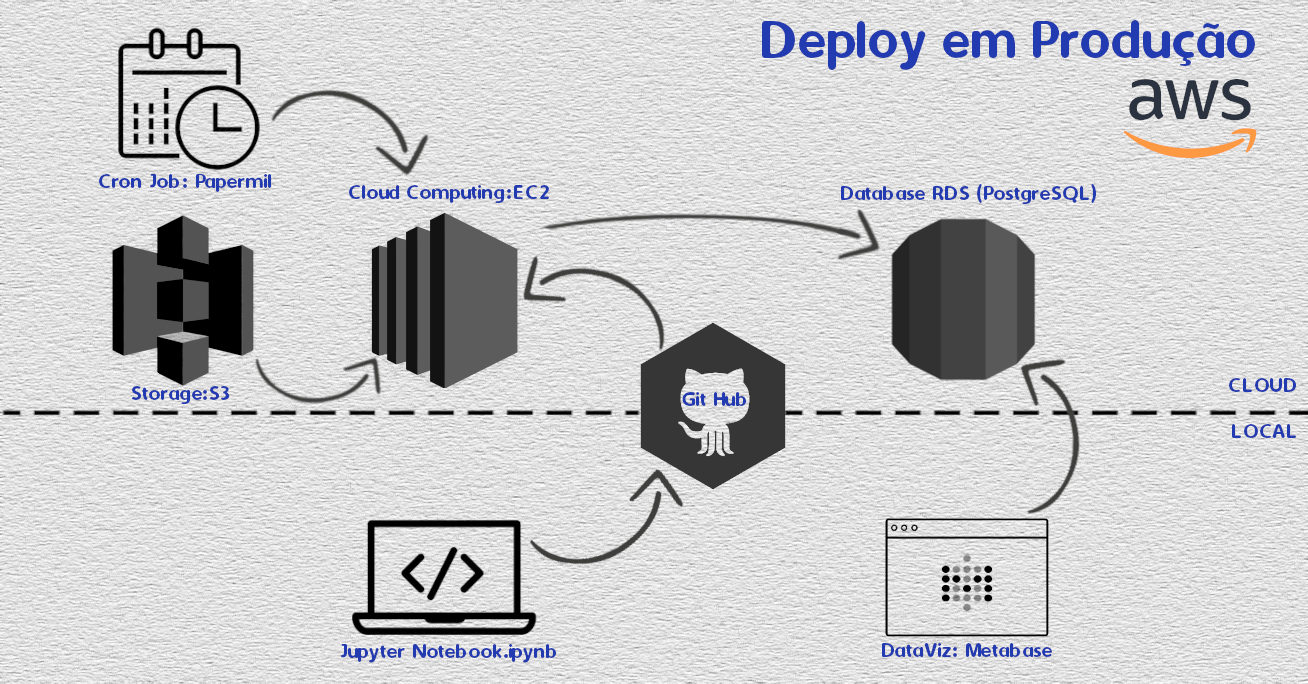 Deploy em Produção
aws
Cron Job: Papermil
Cloud Computing:EC2
Database RDS (PostgreSQL)
Storage:S3
CLOUD
Git Hub
LOCAL
Jupyter Notebook.ipynb
DataViz: Metabase